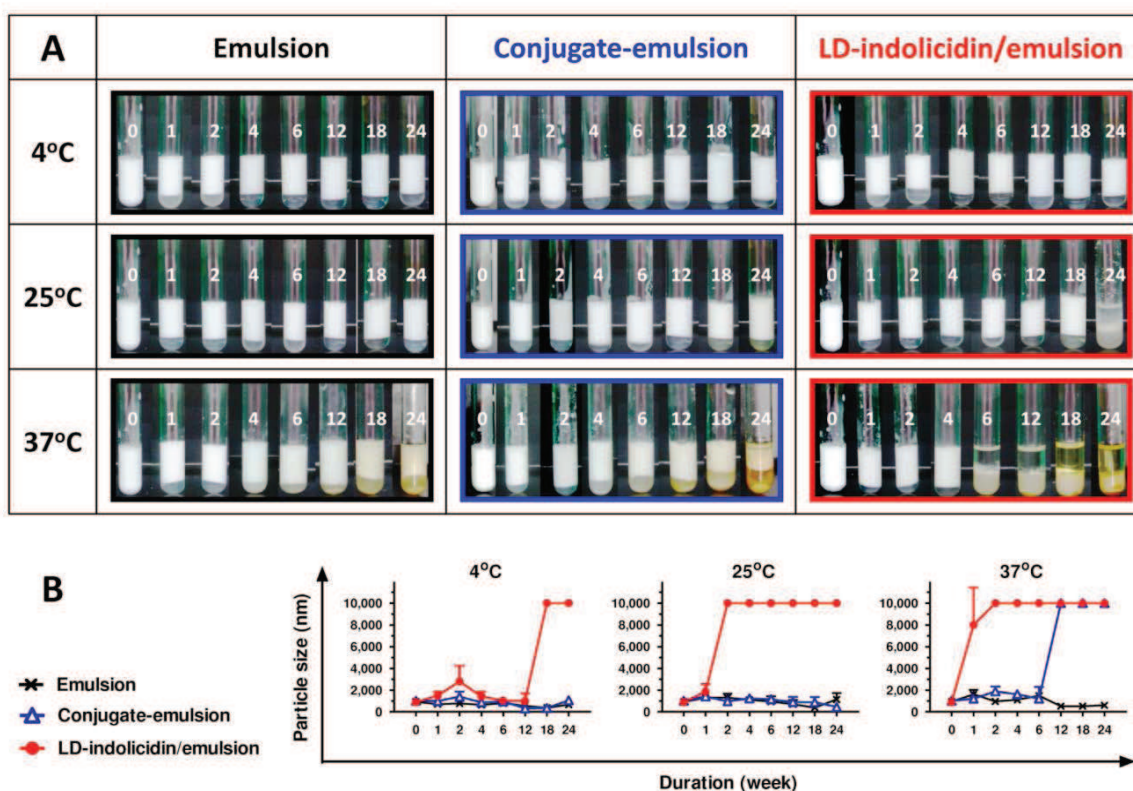 A Emulsion Conjugate-emulsion LD-indolicidin/emulsion
4°C 0 1 2 4 6 12 18 24 0 1 2 4 6 12 18 24 0 1 2 4 6 12 18 24
25°C 0 1 2 4 6 12 18 24 0 1 2 4 6 12 18 24 0 1 2 4 6 12 18 24
37°C 0 1 2 4 6 12 18 24 0 1 2 4 6 12 18 24 0 1 2 4 6 12 18 24
B
Emulsion
Conjugate-emulsion
LD-indolicidin/emulsion
Particle size (nm)
4°C
10,000
8,000
6,000
4,000
2,000
0
0 1 2 4 6 12 18 24
25°C
10,000
8,000
6,000
4,000
2,000
0
0 1 2 4 6 12 18 24
37°C
10,000
8,000
6,000
4,000
2,000
0
0 1 2 4 6 12 18 24
Duration (week)